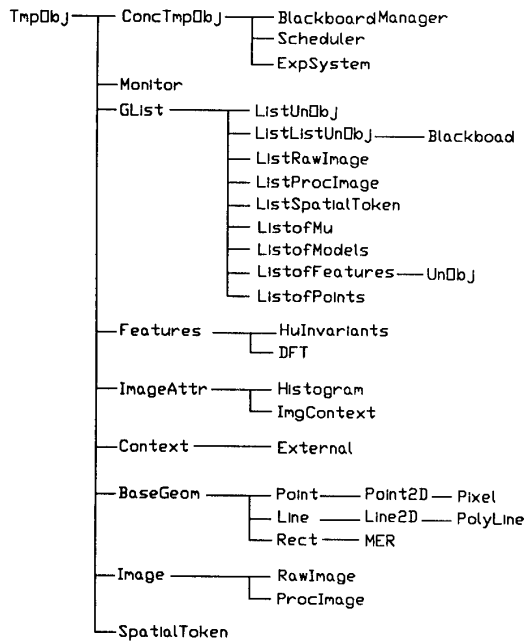 TmpObj ConcTmpObj BlackboardManager
Scheduler
ExpSystem
Monitor
GList ListUnObj
ListListUnObj Blackboad
ListRawImage
ListProcImage
ListSpatialToken
ListofMu
ListofModels
ListofFeatures UnObj
ListofPoints
Features HuInvariants
DFT
ImageAttr Histogram
ImgContext
Context External
BaseGeom Point Point2D Pixel
Line Line2D PolyLine
Rect MER
Image RawImage
ProcImage
SpatialToken